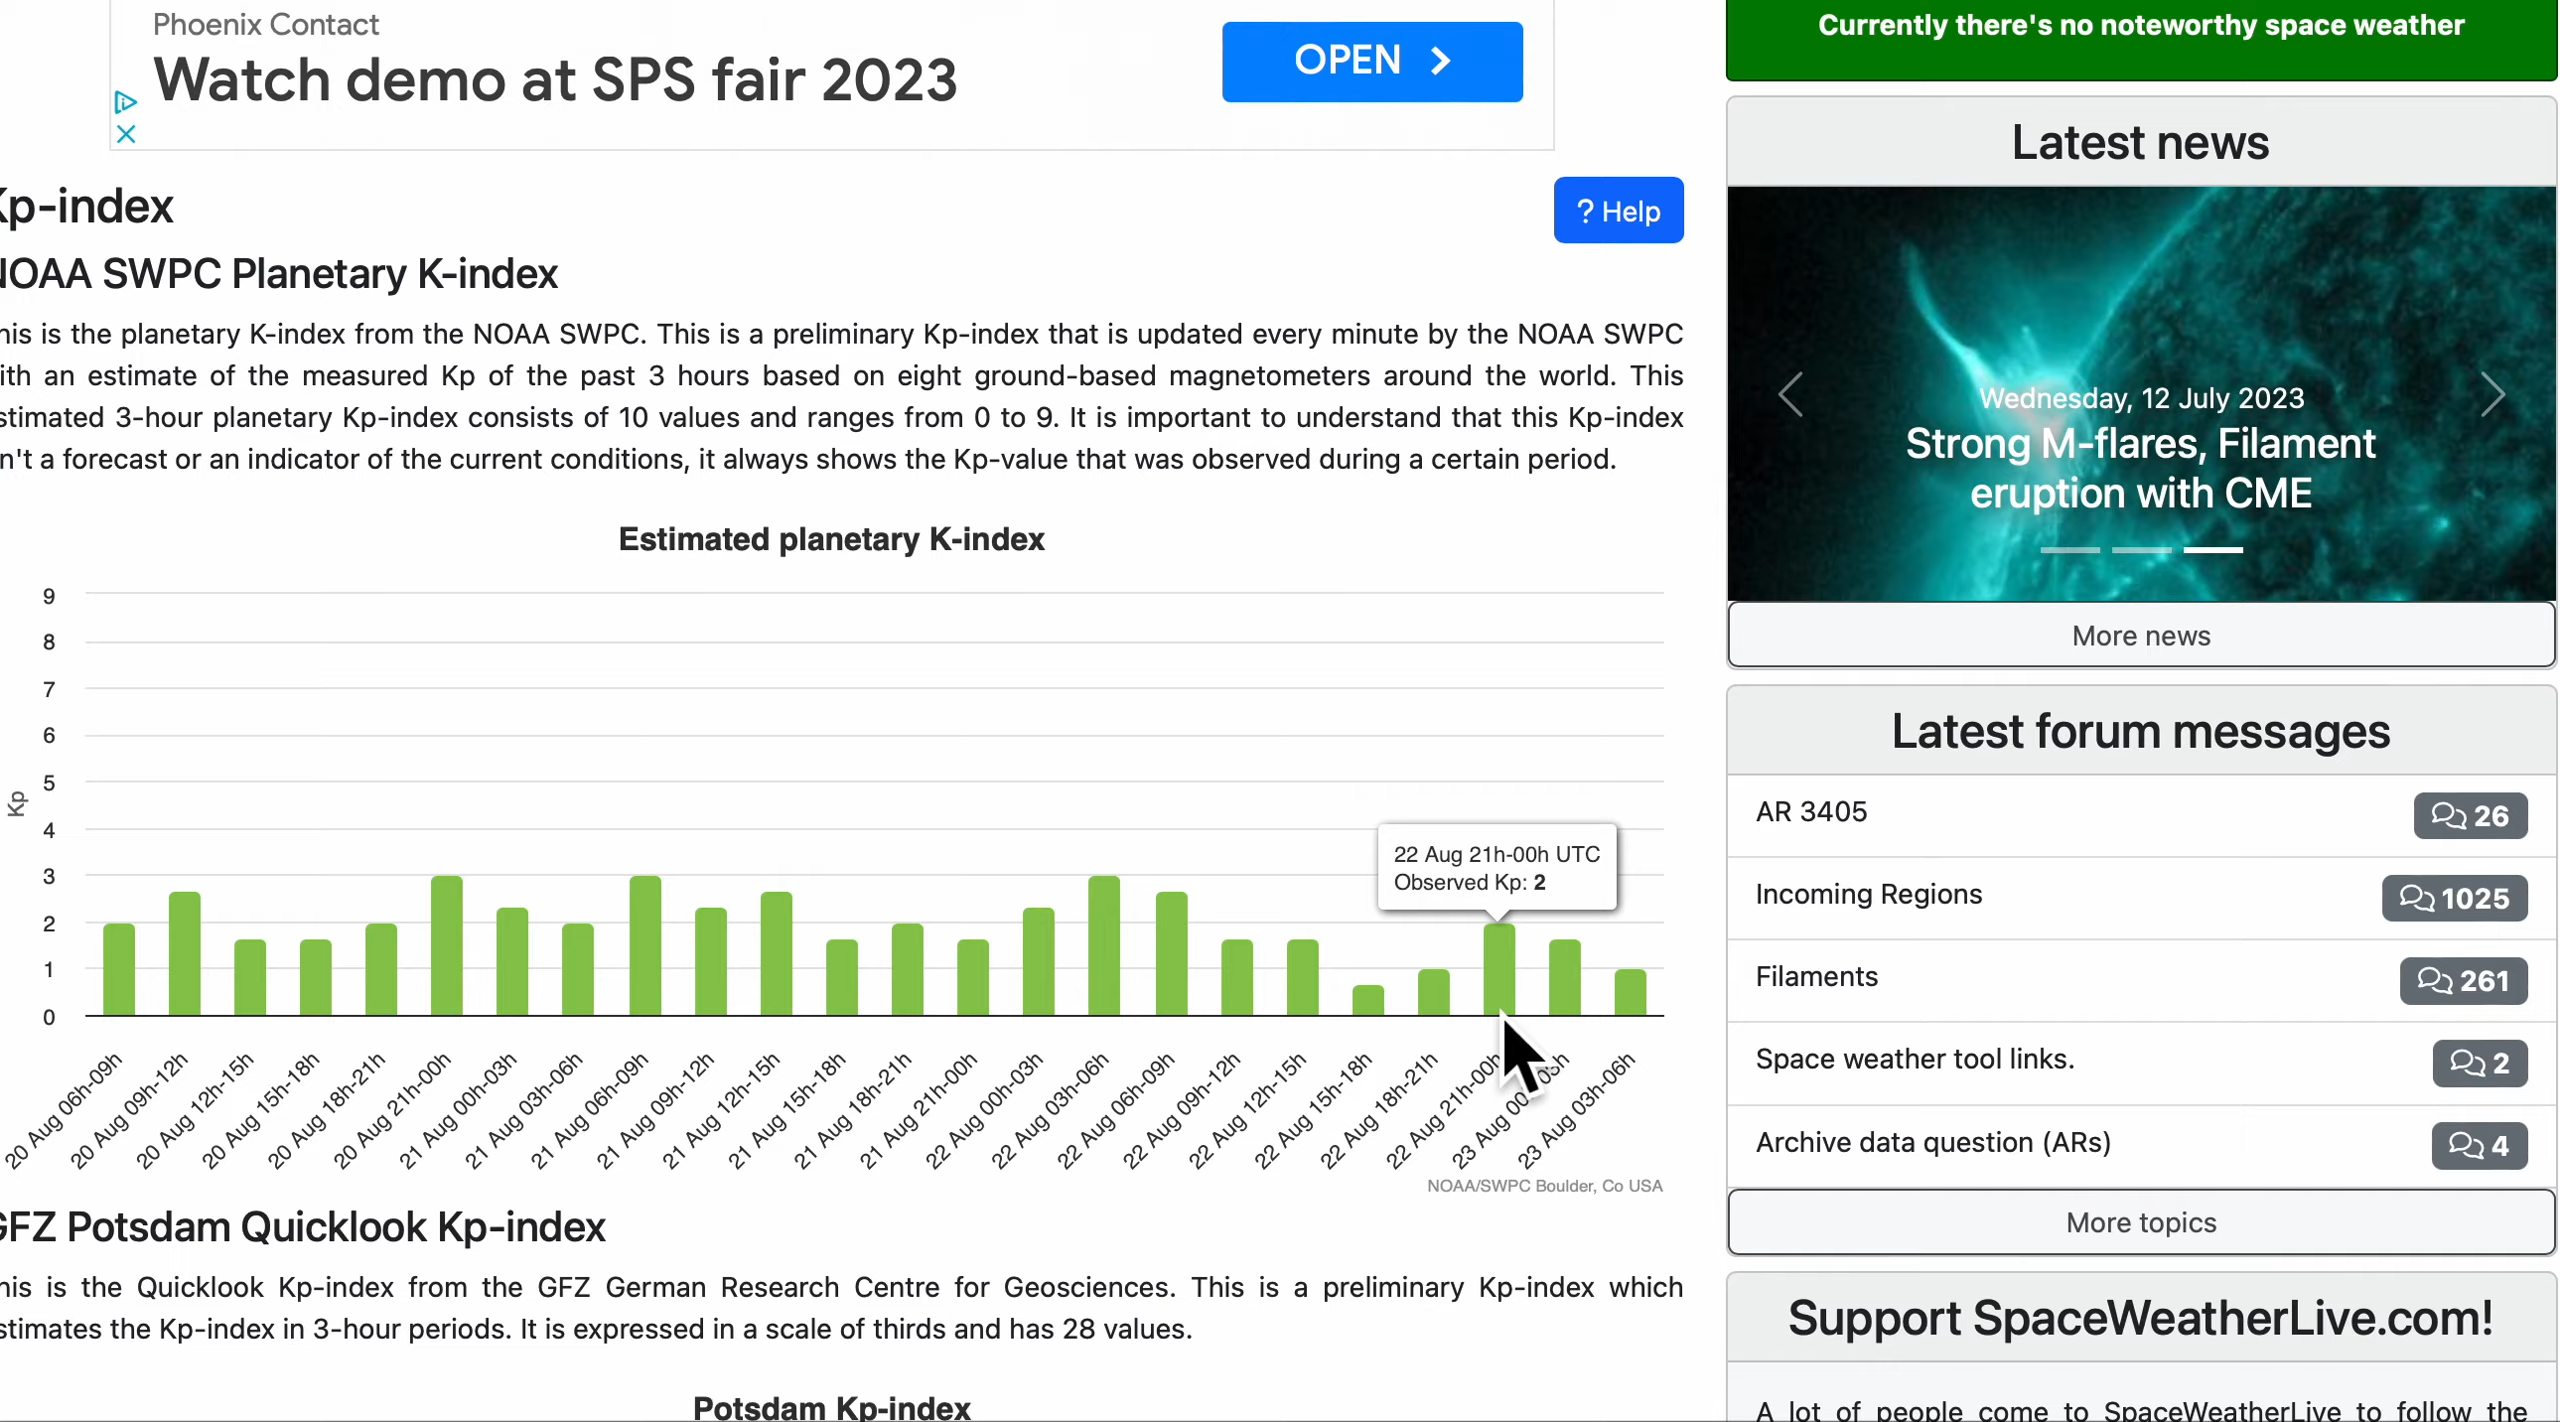 Phoenix Contact
Watch demo at SPS fair 2023
OPEN
Kp-index
? Help
NOAA SWPC Planetary K-index
his is the planetary K-index from the NOAA SWPC. This is a preliminary Kp-index that is updated every minute by the NOAA SWPC
ith an estimate of the measured Kp of the past 3 hours based on eight ground-based magnetometers around the world. This
stimated 3-hour planetary Kp-index consists of 10 values and ranges from 0 to 9. It is important to understand that this Kp-index
n't a forecast or an indicator of the current conditions, it always shows the Kp-value that was observed during a certain period.
Estimated planetary K-index
Kp
9
8
7
6
5
4
3
2
1
0
22 Aug 21h-00h UTC
Observed Kp: 2
20 Aug 06h-09h
20 Aug 09h-12h
20 Aug 12h-15h
20 Aug 15h-18h
20 Aug 18h-21h
20 Aug 21h-00h
21 Aug 00h-03h
21 Aug 03h-06h
21 Aug 06h-09h
21 Aug 09h-12h
21 Aug 12h-15h
21 Aug 15h-18h
21 Aug 18h-21h
21 Aug 21h-00h
22 Aug 00h-03h
22 Aug 03h-06h
22 Aug 06h-09h
22 Aug 09h-12h
22 Aug 12h-15h
22 Aug 15h-18h
22 Aug 18h-21h
22 Aug 21h-00h
23 Aug
23 Aug 03h-06h
NOAA/SWPC Boulder, Co USA
GFZ Potsdam Quicklook Kp-index
his is the Quicklook Kp-index from the GFZ German Research Centre for Geosciences. This is a preliminary Kp-index which
stimates the Kp-index in 3-hour periods. It is expressed in a scale of thirds and has 28 values.
Potsdam Kp-index
Currently there's no noteworthy space weather
Latest news
Wednesday, 12 July 2023
Strong M-flares, Filament
eruption with CME
More news
Latest forum messages
AR 3405 26
Incoming Regions 1025
Filaments 261
Space weather tool links. 2
Archive data question (ARs) 4
More topics
Support SpaceWeatherLive.com!
A lot of people come to SpaceWeatherLive to follow the